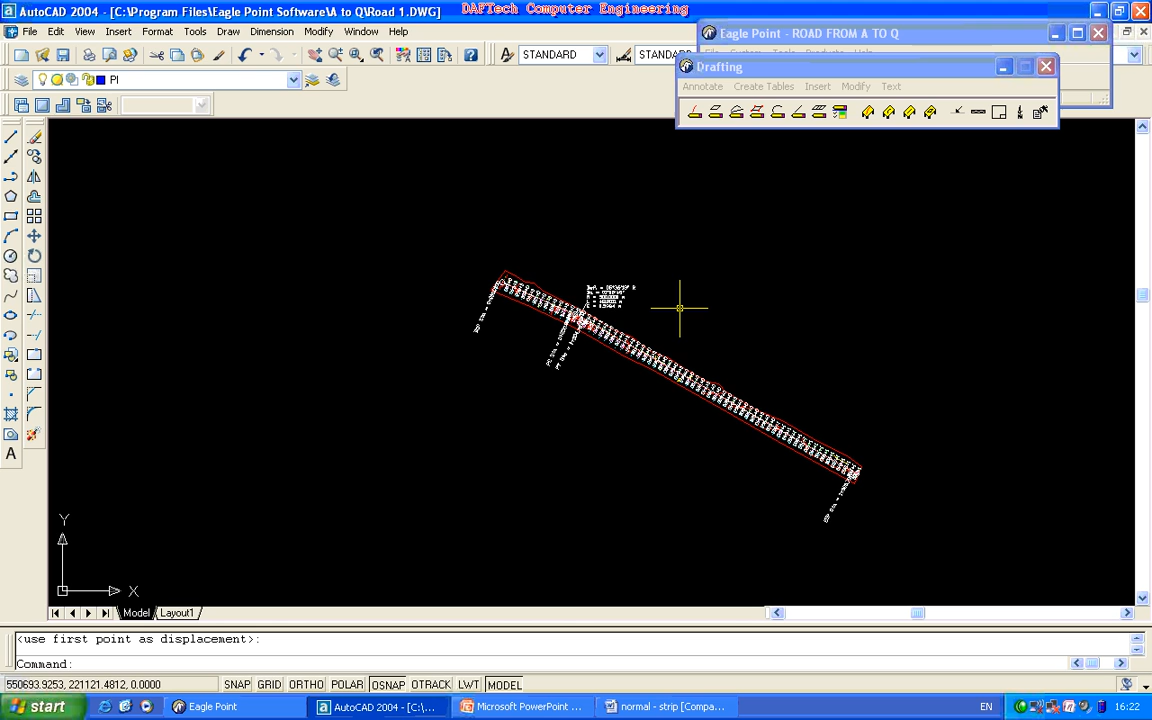 AutoCAD 2004 - [C:\Program Files\Eagle Point Software\A to Q\Road 1.DWG]
DAFTech Computer Engineering
File Edit View Insert Format Tools Draw Dimension Modify Window Help
Eagle Point - ROAD FROM A TO Q
STANDARD
STANDARD
Drafting
PI
Annotate Create Tables Insert Modify Text
A
Y
X
Model Layout1
<use first point as displacement>:
Command:
550693.9253, 221121.4812, 0.0000 SNAP GRID ORTHO POLAR OSNAP OTRACK LWT MODEL
start Eagle Point AutoCAD 2004 - [C:\... Microsoft PowerPoint ... normal - strip [Compa... EN 16:22